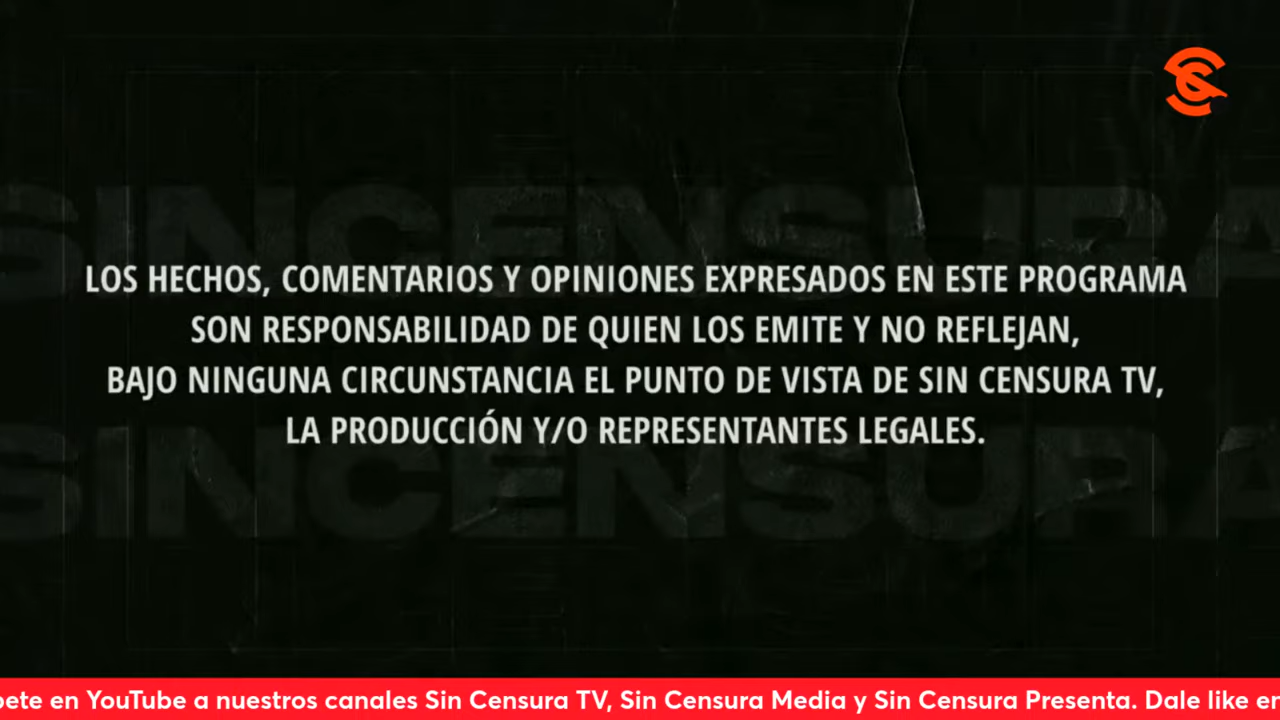 SINCENSURA
LOS HECHOS, COMENTARIOS Y OPINIONES EXPRESADOS EN ESTE PROGRAMA
SON RESPONSABILIDAD DE QUIEN LOS EMITE Y NO REFLEJAN,
BAJO NINGUNA CIRCUNSTANCIA EL PUNTO DE VISTA DE SIN CENSURA TV,
LA PRODUCCIÓN Y/O REPRESENTANTES LEGALES.
SINCENSURA
en YouTube a nuestros canales Sin Censura TV, Sin Censura Media y Sin Censura Presenta. Dale like